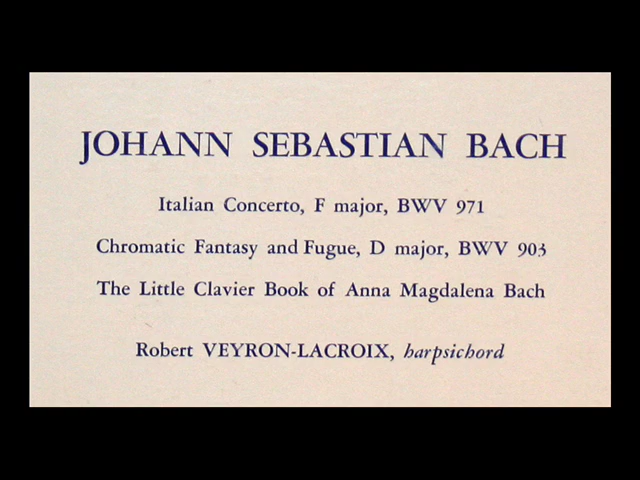 JOHANN SEBASTIAN BACH
Italian Concerto, F major, BWV 971
Chromatic Fantasy and Fugue, D major, BWV 903
The Little Clavier Book of Anna Magdalena Bach
Robert VEYRON-LACROIX, harpsichord